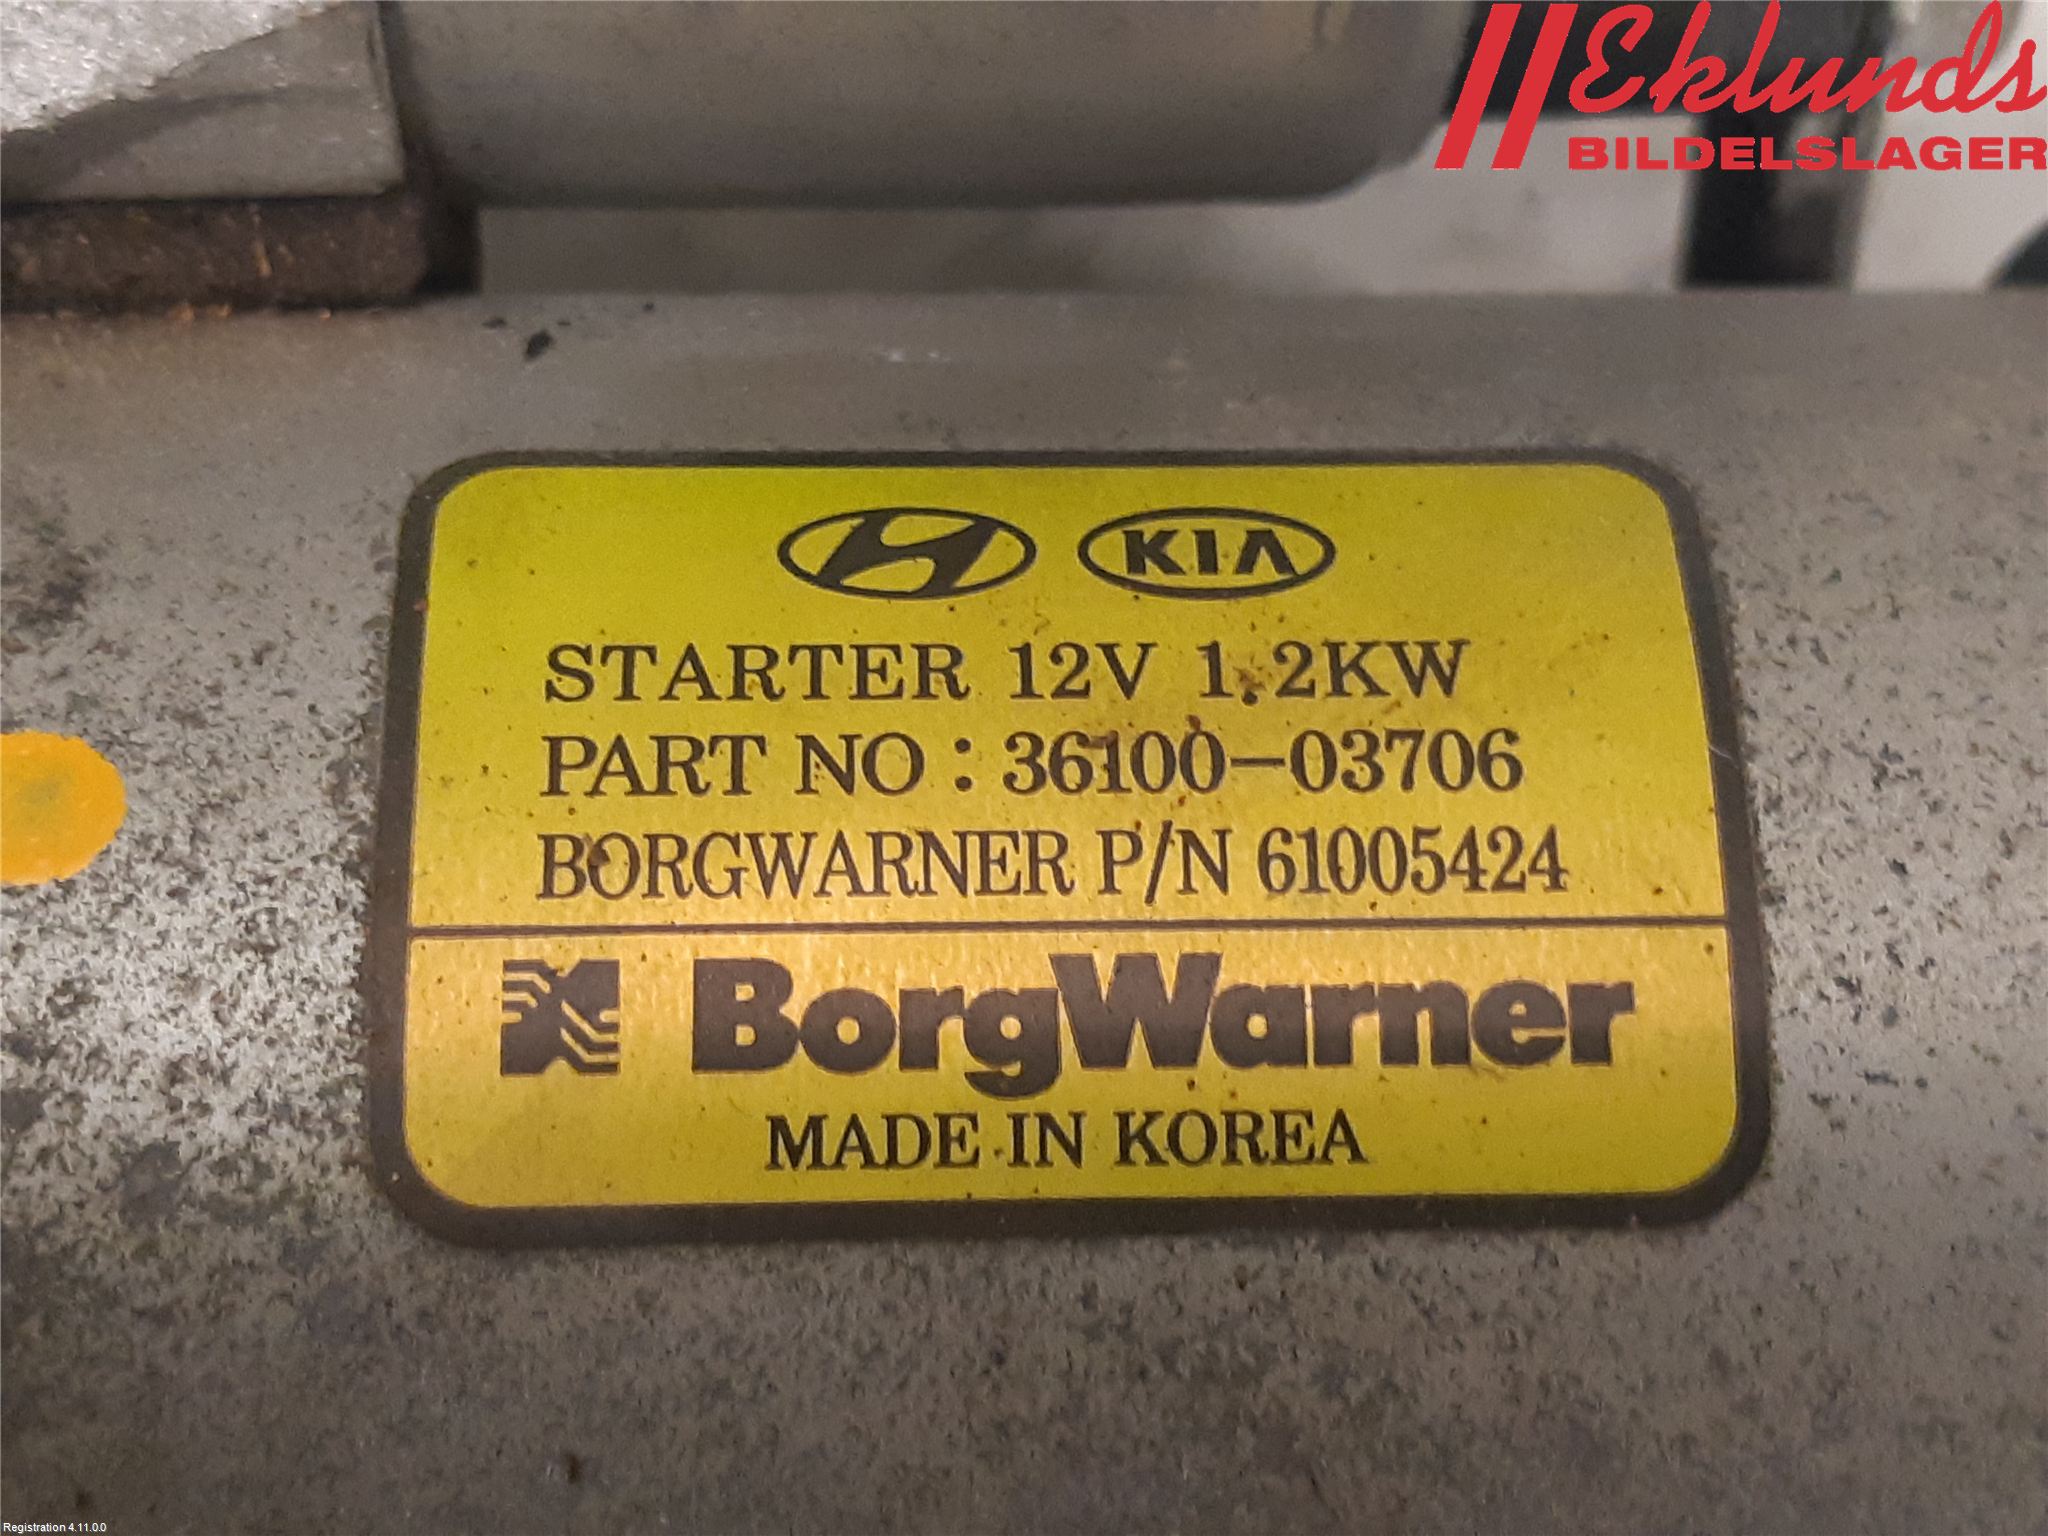 Eklunds
BILDELSLAGER
KIA
STARTER 12V 1.2KW
PART NO : 36100-03706
BORGWARNER P/N 61005424
BorgWarner
MADE IN KOREA
Registration 4.11.0.0